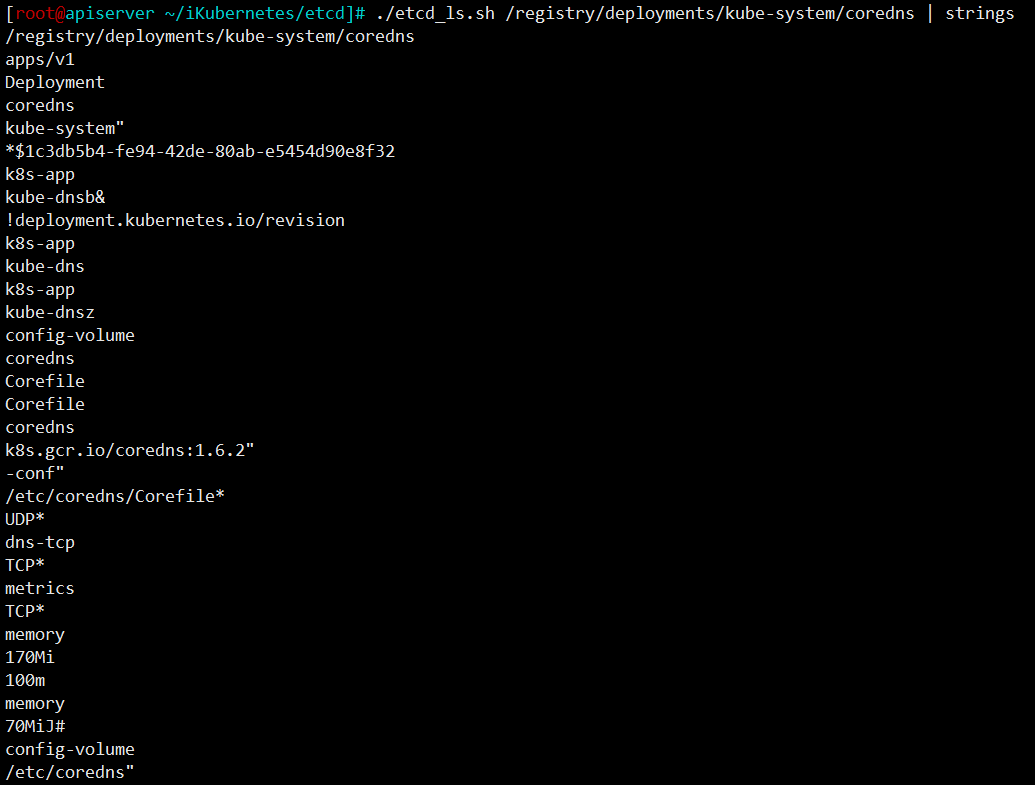 [root@apiserver ~/iKubernetes/etcd]# ./etcd_ls.sh /registry/deployments/kube-system/coredns | strings
/registry/deployments/kube-system/coredns
apps/v1
Deployment
coredns
kube-system"
*$1c3db5b4-fe94-42de-80ab-e5454d90e8f32
k8s-app
kube-dnsb&
!deployment.kubernetes.io/revision
k8s-app
kube-dns
k8s-app
kube-dnsz
config-volume
coredns
Corefile
Corefile
coredns
k8s.gcr.io/coredns:1.6.2"
-conf"
/etc/coredns/Corefile*
UDP*
dns-tcp
TCP*
metrics
TCP*
memory
170Mi
100m
memory
70MiJ#
config-volume
/etc/coredns"